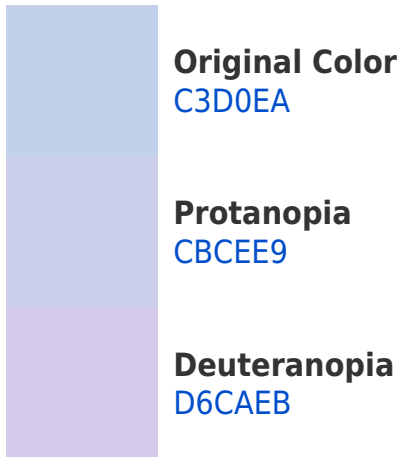 Original Color
C3D0EA
Protanopia
CBCEE9
Deuteranopia
D6CAEB